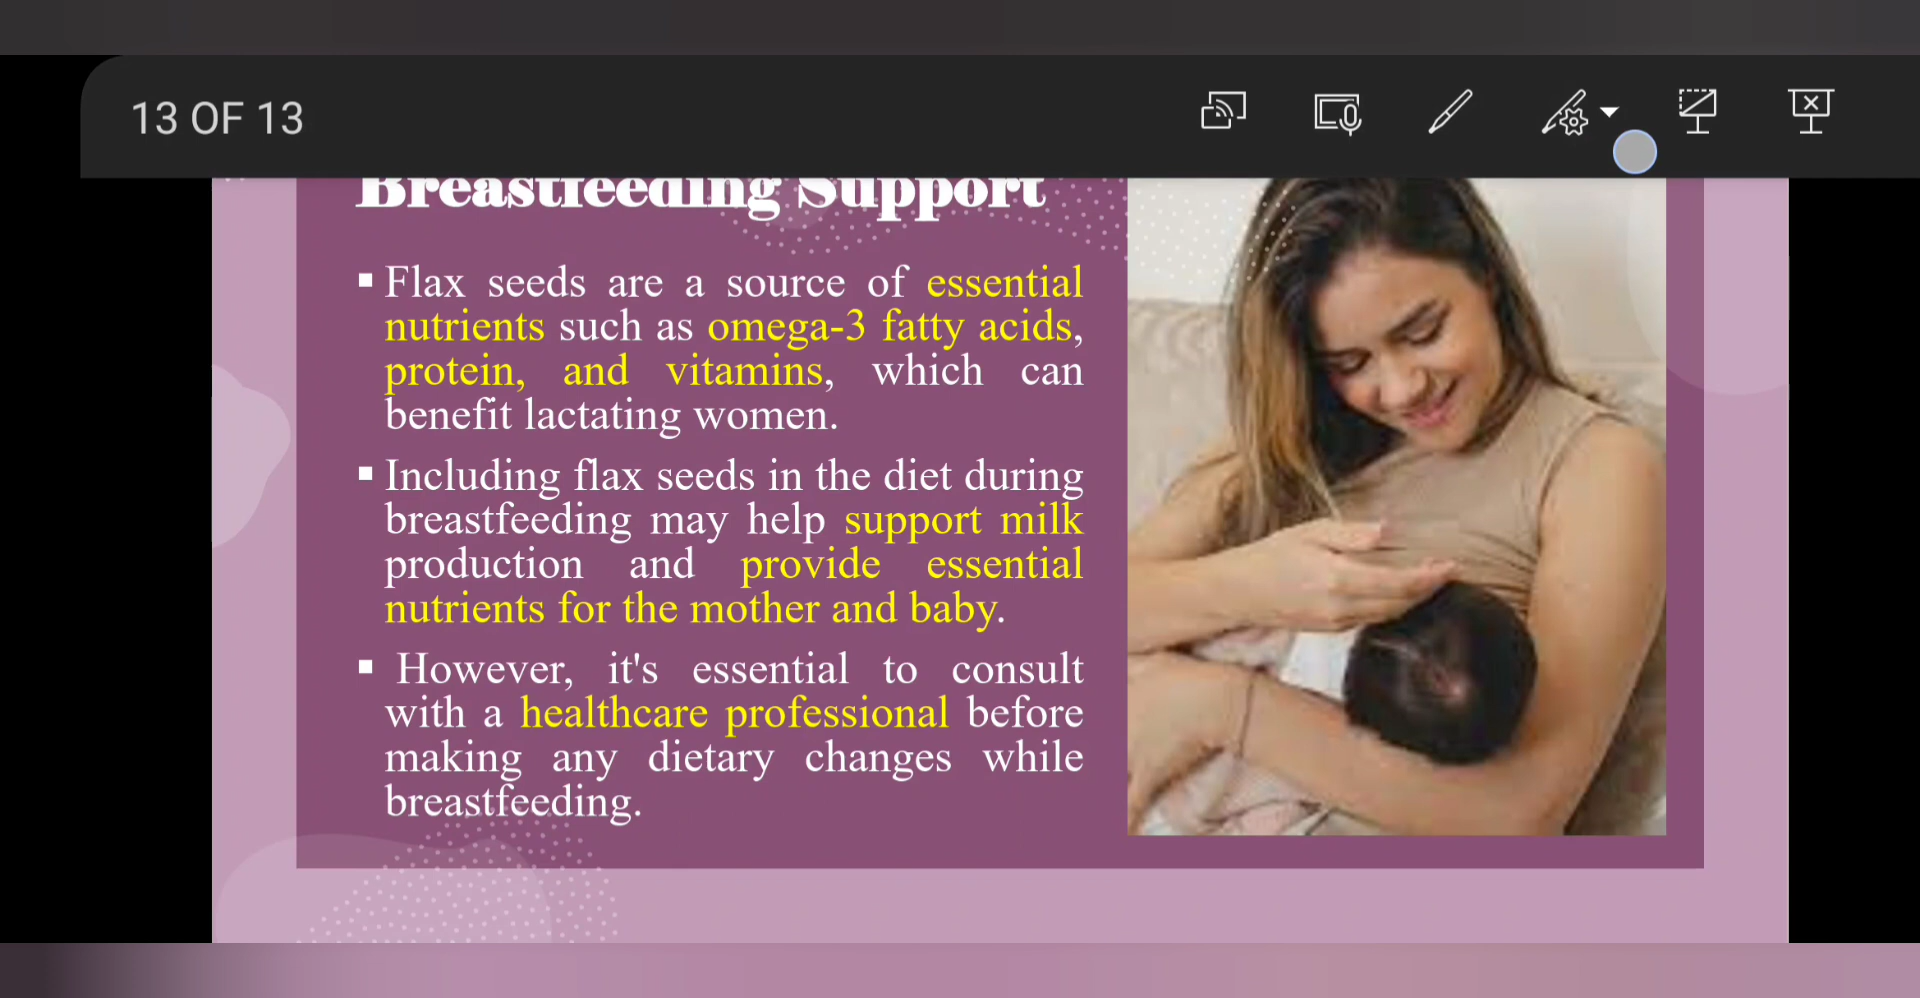 13 OF 13
Breastfeeding Support
▪ Flax seeds are a source of essential
nutrients such as omega-3 fatty acids,
protein, and vitamins, which can
benefit lactating women.
▪ Including flax seeds in the diet during
breastfeeding may help support milk
production and provide essential
nutrients for the mother and baby.
▪ However, it's essential to consult
with a healthcare professional before
making any dietary changes while
breastfeeding.